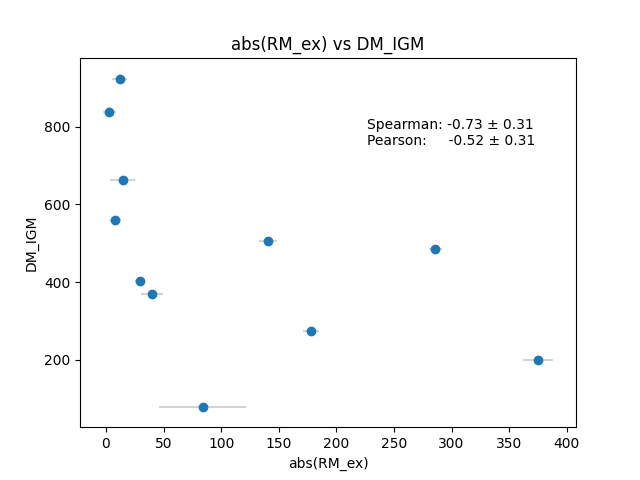 abs(RM_ex) vs DM_IGM
Spearman: -0.73 ± 0.31
Pearson: -0.52 ± 0.31
DM_IGM
800
600
400
200
0 50 100 150 200 250 300 350 400
abs(RM_ex)